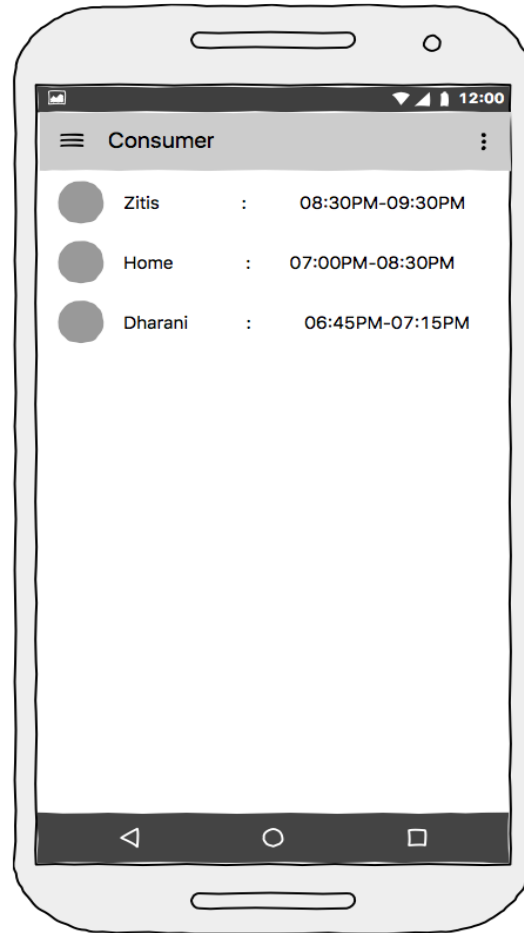 12:00
Consumer
Zitis : 08:30PM-09:30PM
Home : 07:00PM-08:30PM
Dharani : 06:45PM-07:15PM